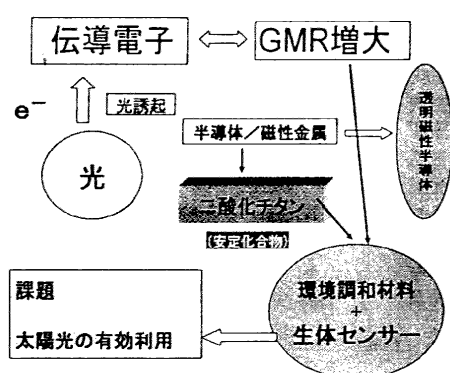 伝導電子
GMR増大
e⁻
光誘起
光
半導体/磁性金属
透明磁性半導体
二酸化チタン
(安定化合物)
環境調和材料
+
生体センサー
課題
太陽光の有効利用